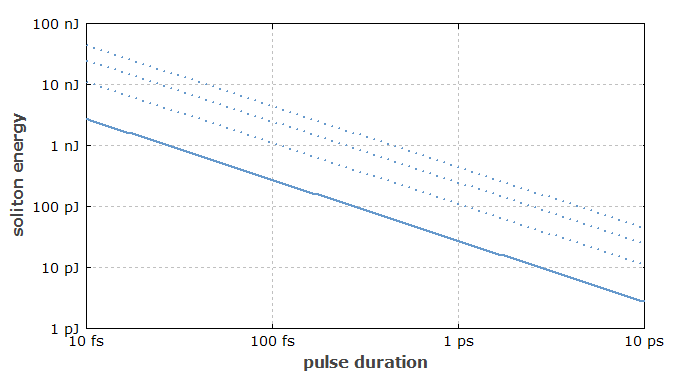 100 nJ
10 nJ
1 nJ
100 pJ
10 pJ
1 pJ
soliton energy
10 fs
100 fs
1 ps
10 ps
pulse duration